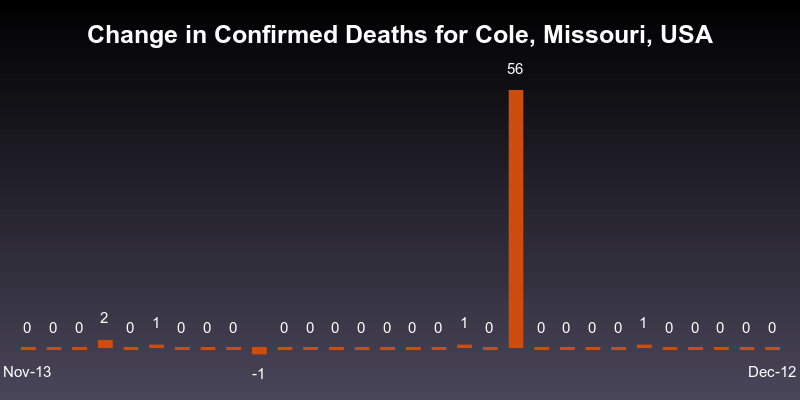 Change in Confirmed Deaths for Cole, Missouri, USA
56
0 0 0 2 0 1 0 0 0 0 0 0 0 0 0 0 1 0 0 0 0 0 1 0 0 0 0 0
-1
Nov-13 Dec-12